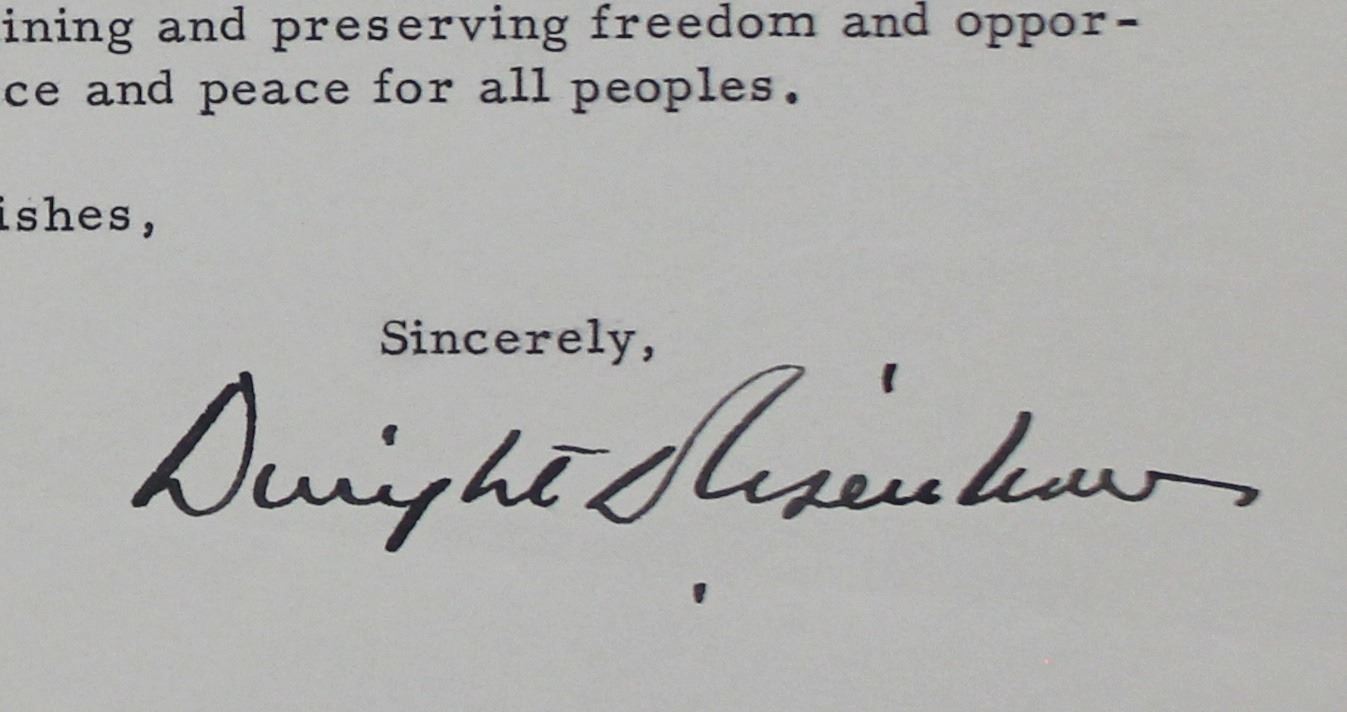 ining and preserving freedom and oppor-
ce and peace for all peoples.
ishes,
Sincerely,
Dwight D Eisenhower